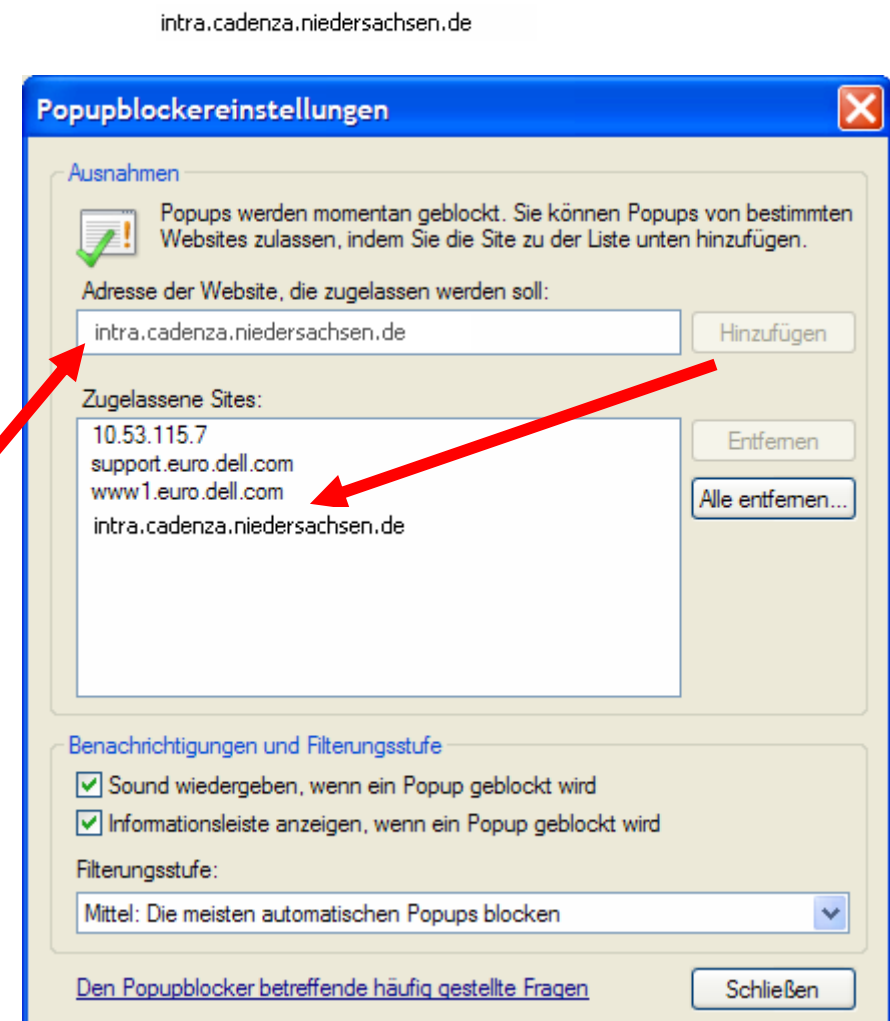 intra.cadenza.niedersachsen.de
Popupblockereinstellungen
Ausnahmen
Popups werden momentan geblockt. Sie können Popups von bestimmten
Websites zulassen, indem Sie die Site zu der Liste unten hinzufügen.
Adresse der Website, die zugelassen werden soll:
intra.cadenza.niedersachsen.de
Hinzufügen
Zugelassene Sites:
10.53.115.7
support.euro.dell.com
www1.euro.dell.com
intra.cadenza.niedersachsen.de
Entfernen
Alle entfernen...
Benachrichtigungen und Filterungsstufe
Sound wiedergeben, wenn ein Popup geblockt wird
Informationsleiste anzeigen, wenn ein Popup geblockt wird
Filterungsstufe:
Mittel: Die meisten automatischen Popups blocken
Den Popupblocker betreffende häufig gestellte Fragen
Schließen